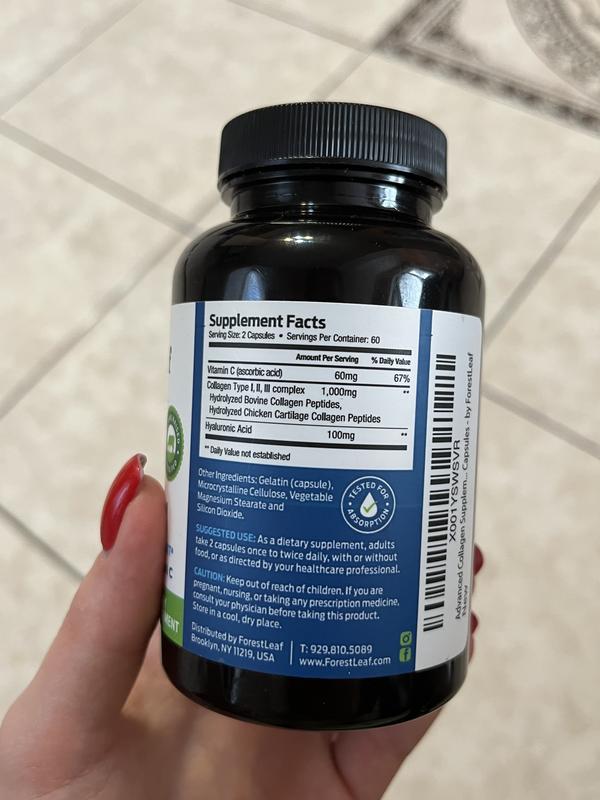 Supplement Facts
Serving Size: 2 Capsules • Servings Per Container: 60
Amount Per Serving % Daily Value
Vitamin C (ascorbic acid) 60mg 67%
Collagen Type I, II, III complex 1,000mg **
Hydrolyzed Bovine Collagen Peptides,
Hydrolyzed Chicken Cartilage Collagen Peptides
Hyaluronic Acid 100mg **
** Daily Value not established
Other Ingredients: Gelatin (capsule),
Microcrystalline Cellulose, Vegetable
Magnesium Stearate and
Silicon Dioxide.
TESTED FOR
ABSORPTION
SUGGESTED USE: As a dietary supplement, adults
take 2 capsules once to twice daily, with or without
food, or as directed by your healthcare professional.
CAUTION: Keep out of reach of children. If you are
pregnant, nursing, or taking any prescription medicine,
consult your physician before taking this product.
Store in a cool, dry place.
Distributed by ForestLeaf
Brooklyn, NY 11219, USA
T: 929.810.5089
www.ForestLeaf.com
X001YSWSVR
Advanced Collagen Supplem... Capsules - by ForestLeaf
New
C
MENT